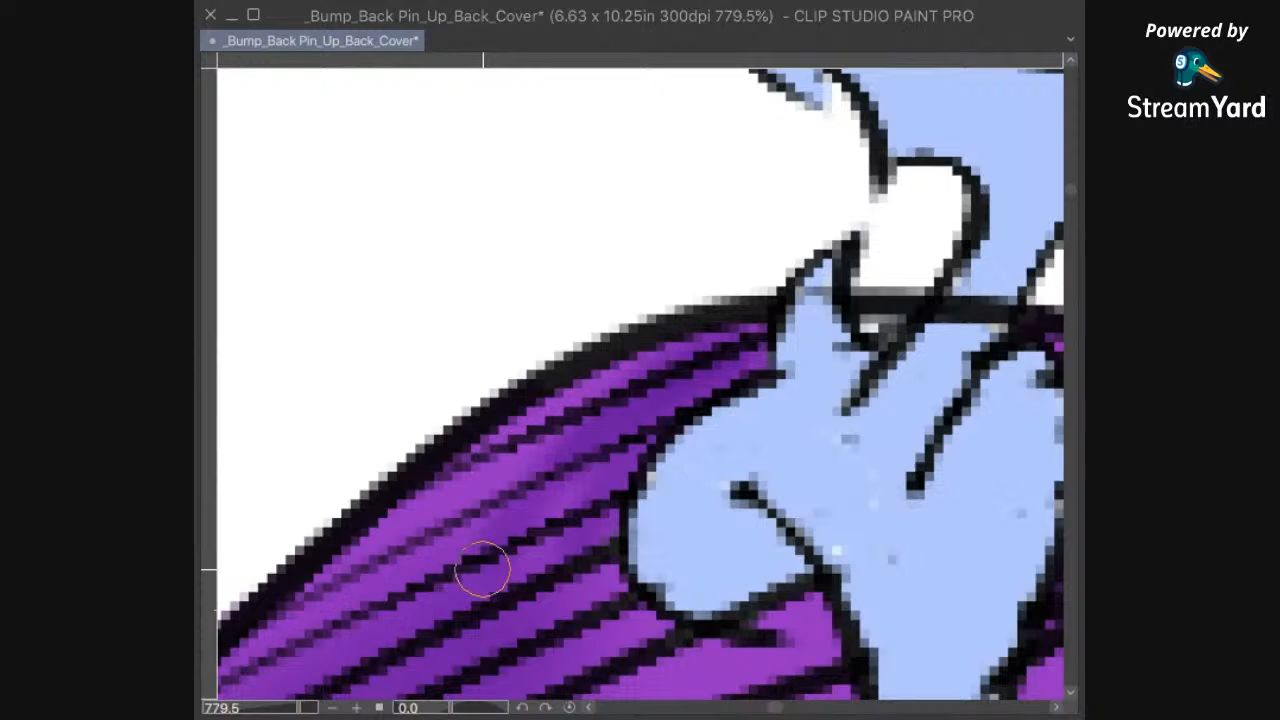 _Bump_Back Pin_Up_Back_Cover* (6.63 x 10.25in 300dpi 779.5%) - CLIP STUDIO PAINT PRO
_Bump_Back Pin_Up_Back_Cover*
Powered by
S
StreamYard
779.5
0.0